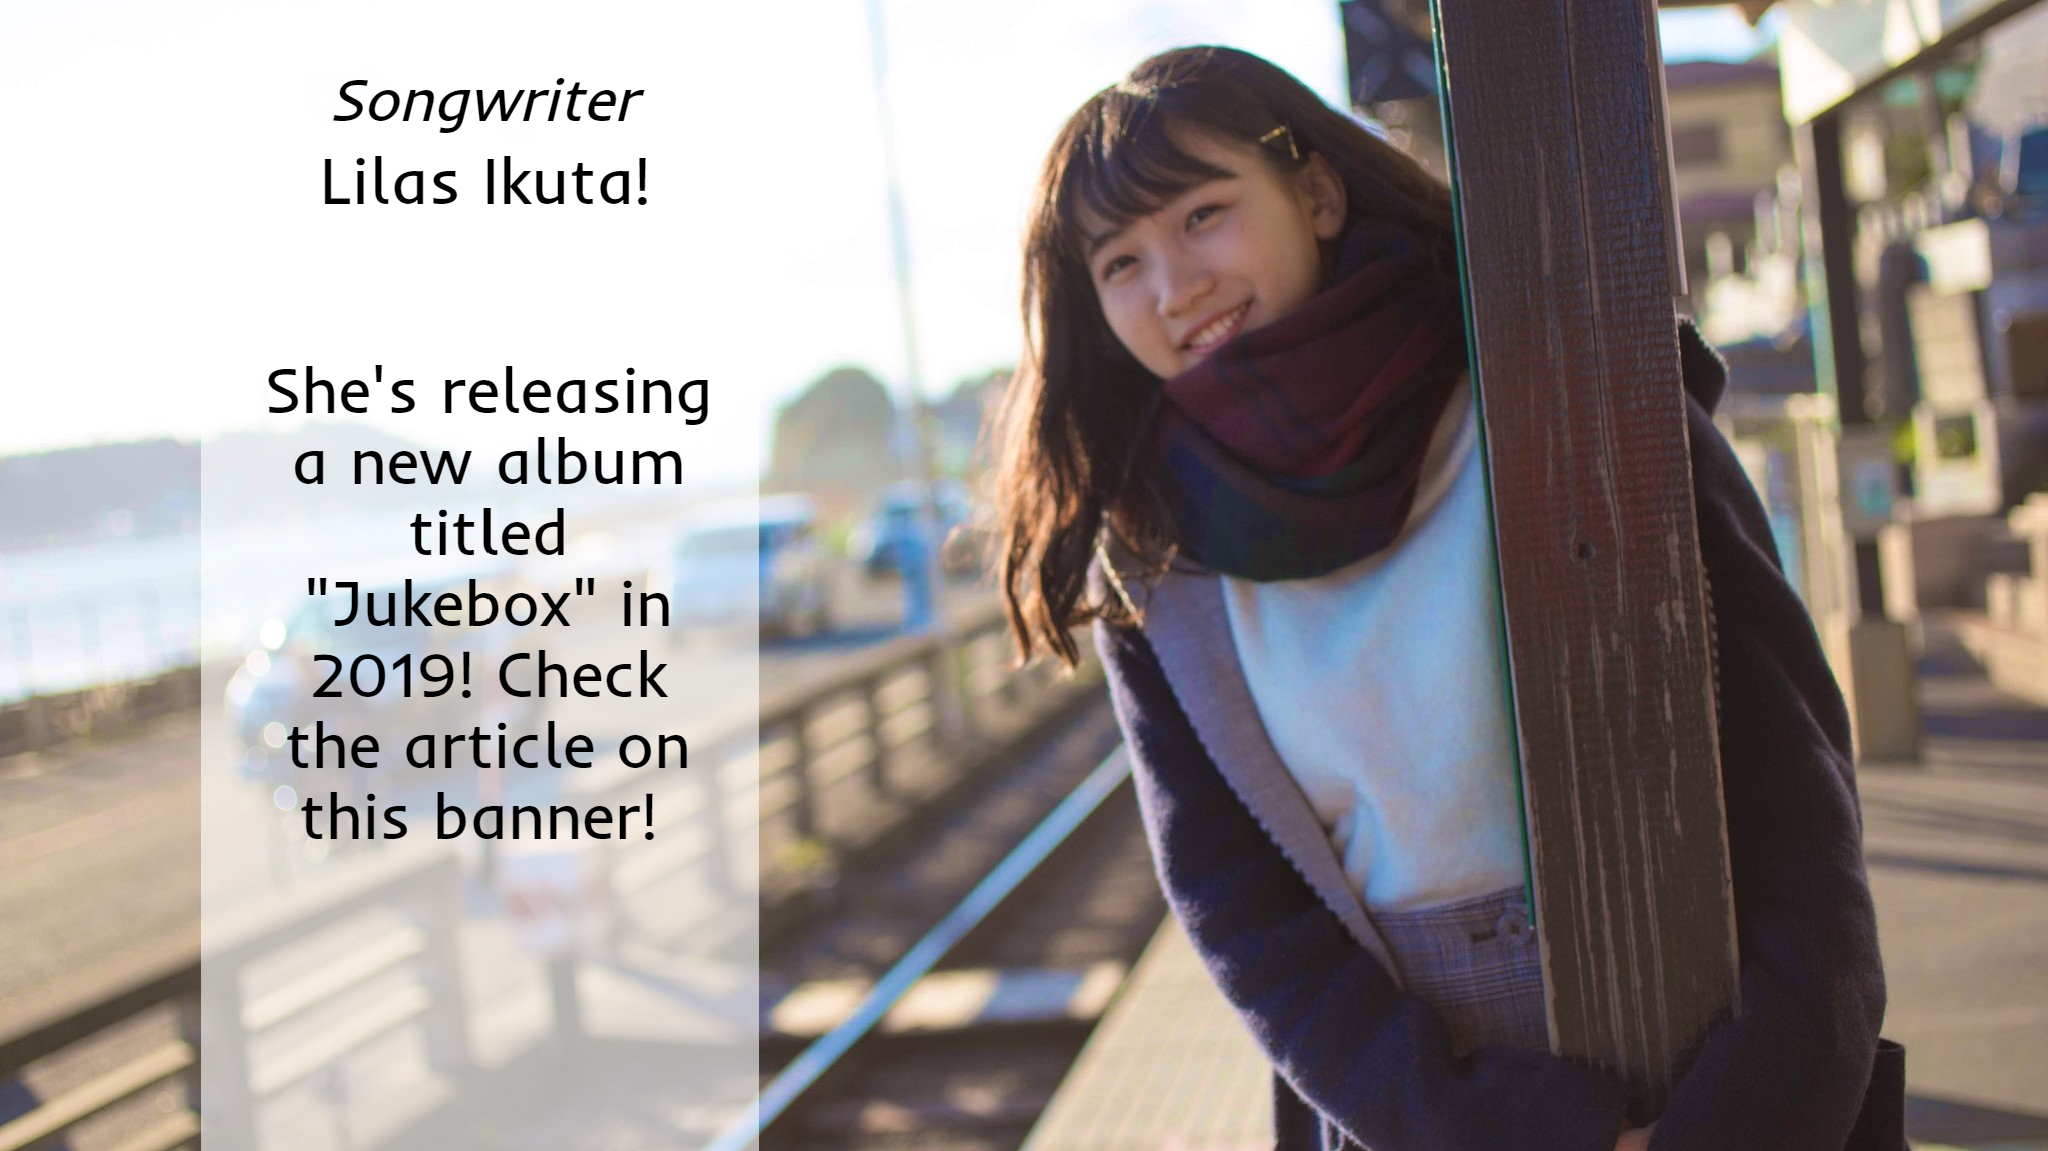 Songwriter
Lilas Ikuta!
She's releasing
a new album
titled
"Jukebox" in
2019! Check
the article on
this banner!